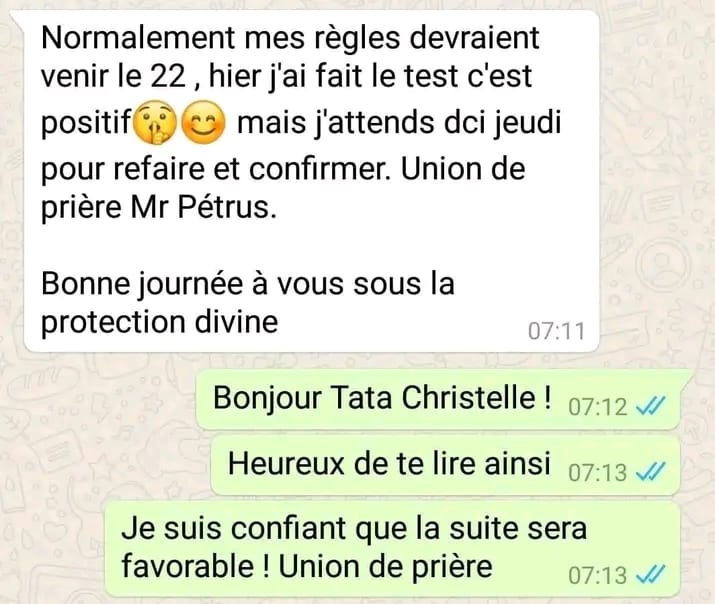 Normalement mes règles devraient
venir le 22 , hier j'ai fait le test c'est
positif🤫😊 mais j'attends dci jeudi
pour refaire et confirmer. Union de
prière Mr Pétrus.
Bonne journée à vous sous la
protection divine
07:11
Bonjour Tata Christelle ! 07:12
Heureux de te lire ainsi 07:13
Je suis confiant que la suite sera
favorable ! Union de prière 07:13